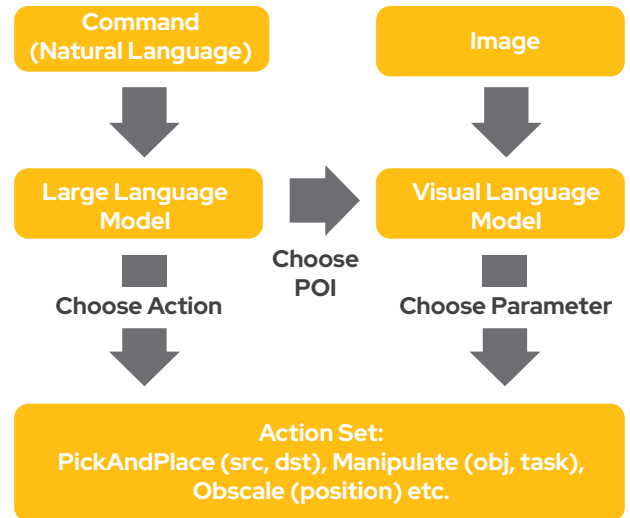 Command
(Natural Language)
Image
Large Language
Model
Visual Language
Model
Choose
POI
Choose Action
Choose Parameter
Action Set:
PickAndPlace (src, dst), Manipulate (obj, task),
Obscale (position) etc.